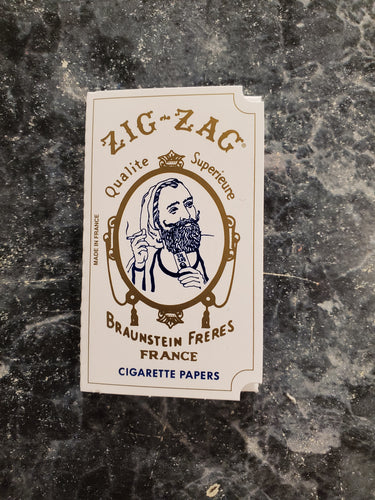 ZIG-ZAG®
Qualite Superieure
MADE IN FRANCE
BRAUNSTEIN FRERES
FRANCE
CIGARETTE PAPERS